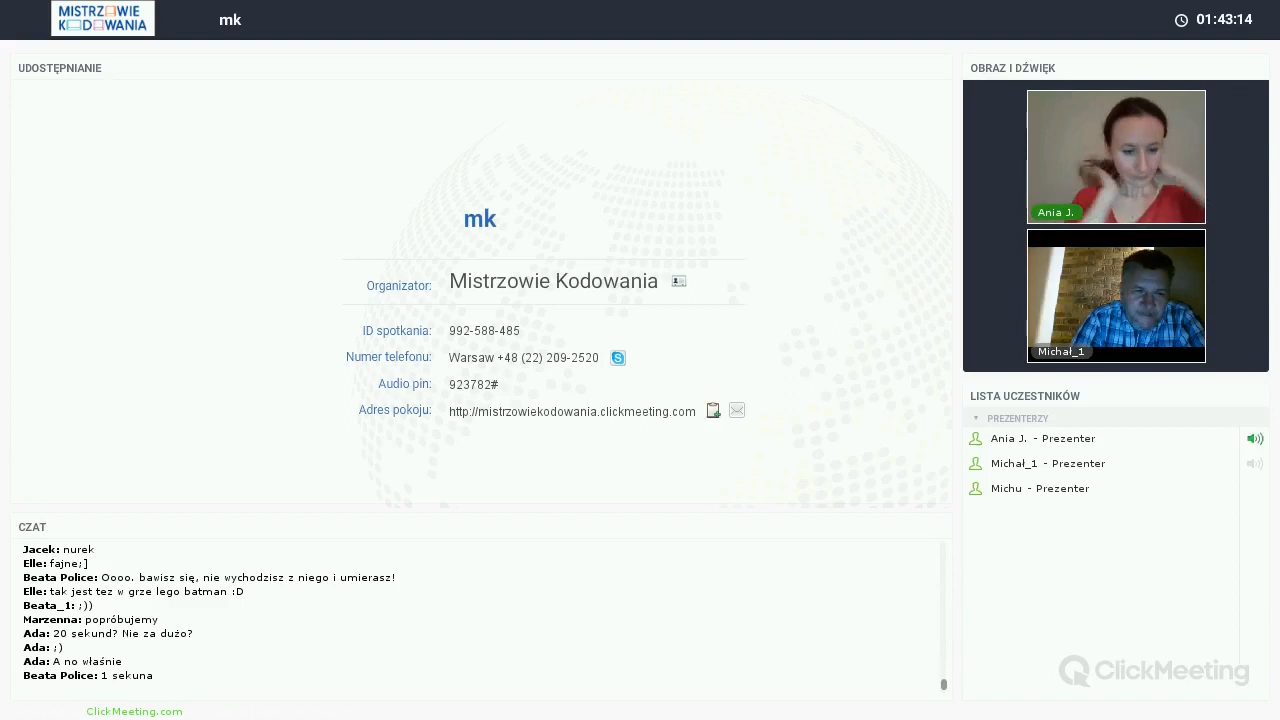 MISTRZOWIE
KODOWANIA
mk
01:43:14
UDOSTĘPNIANIE
mk
Organizator: Mistrzowie Kodowania
ID spotkania: 992-588-485
Numer telefonu: Warsaw +48 (22) 209-2520
Audio pin: 923782#
Adres pokoju: http://mistrzowiekodowania.clickmeeting.com
OBRAZ I DŹWIĘK
Ania J.
Michał_1
LISTA UCZESTNIKÓW
PREZENTERZY
Ania J. - Prezenter
Michał_1 - Prezenter
Michu - Prezenter
ClickMeeting
CZAT
Jacek: nurek
Elle: fajne;]
Beata Police: Oooo. bawisz się, nie wychodzisz z niego i umierasz!
Elle: tak jest tez w grze lego batman :D
Beata_1: ;))
Marzenna: popróbujemy
Ada: 20 sekund? Nie za dużo?
Ada: ;)
Ada: A no właśnie
Beata Police: 1 sekuna
ClickMeeting.com